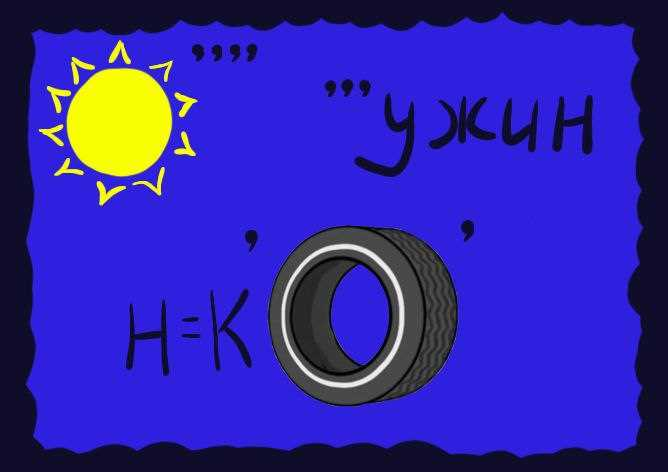 ,,,,
,,, ужин
, ,
Н=К